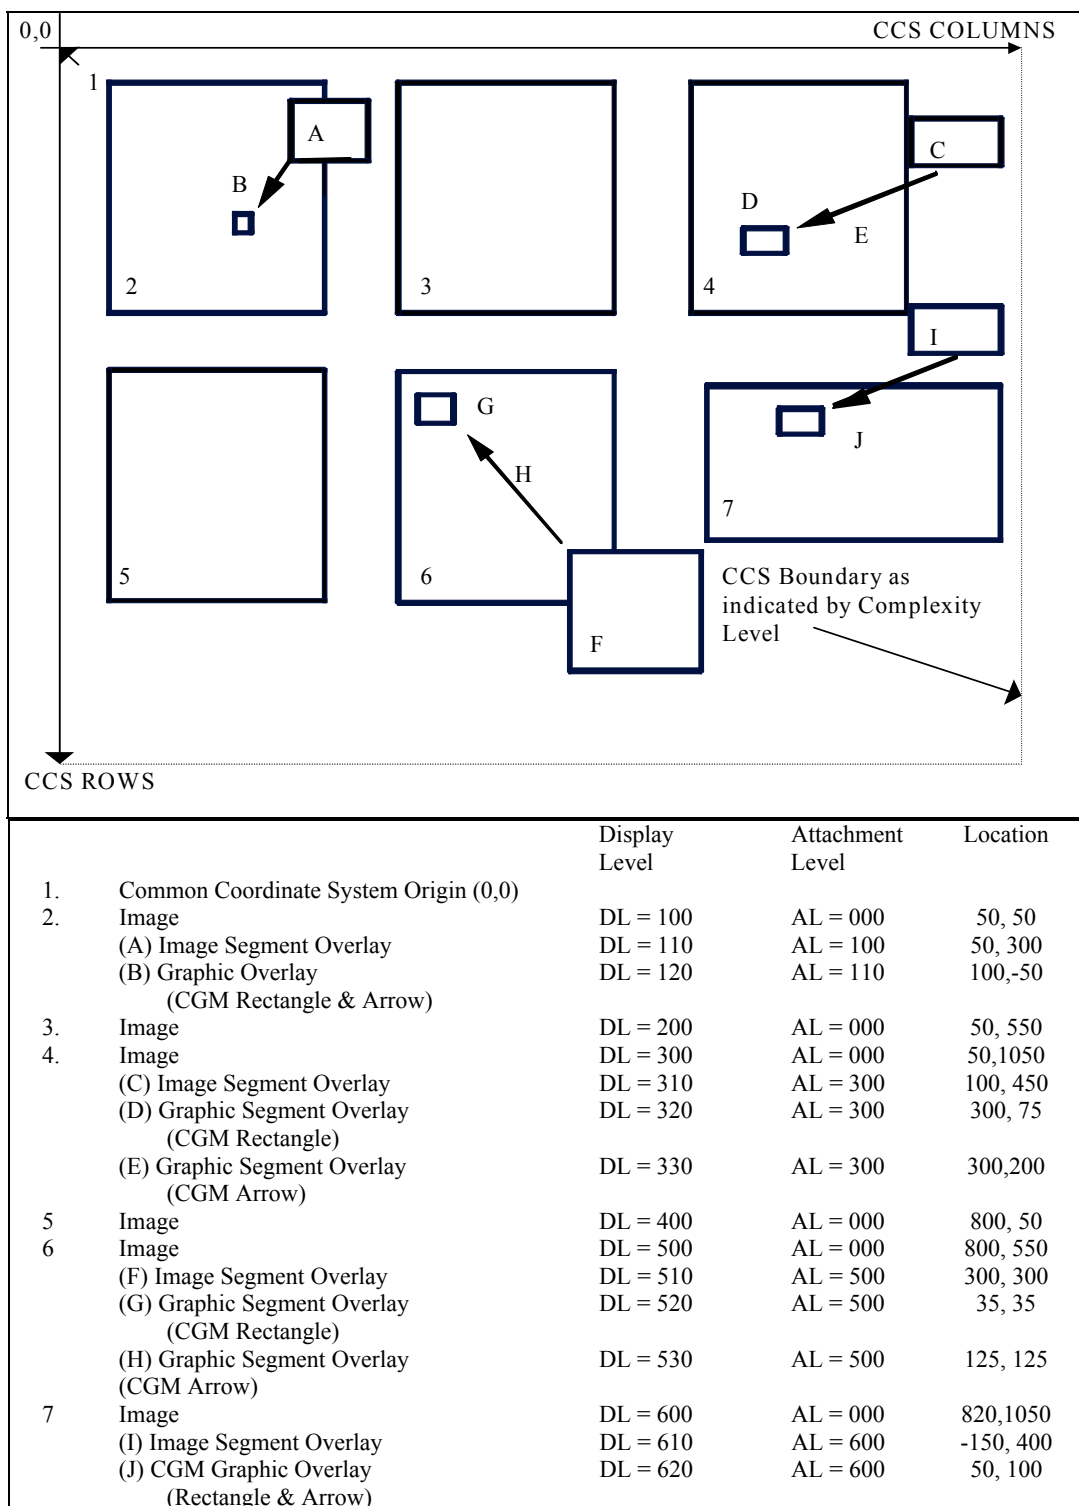 0,0 CCS COLUMNS
1
A
C
B
D
E
2 3 4
I
G
J
H
7
5 6
CCS Boundary as
indicated by Complexity
Level
F
CCS ROWS
Display Attachment Location
Level Level
1. Common Coordinate System Origin (0,0)
2. Image DL = 100 AL = 000 50, 50
(A) Image Segment Overlay DL = 110 AL = 100 50, 300
(B) Graphic Overlay DL = 120 AL = 110 100,-50
(CGM Rectangle & Arrow)
3. Image DL = 200 AL = 000 50, 550
4. Image DL = 300 AL = 000 50,1050
(C) Image Segment Overlay DL = 310 AL = 300 100, 450
(D) Graphic Segment Overlay DL = 320 AL = 300 300, 75
(CGM Rectangle)
(E) Graphic Segment Overlay DL = 330 AL = 300 300,200
(CGM Arrow)
5 Image DL = 400 AL = 000 800, 50
6 Image DL = 500 AL = 000 800, 550
(F) Image Segment Overlay DL = 510 AL = 500 300, 300
(G) Graphic Segment Overlay DL = 520 AL = 500 35, 35
(CGM Rectangle)
(H) Graphic Segment Overlay DL = 530 AL = 500 125, 125
(CGM Arrow)
7 Image DL = 600 AL = 000 820,1050
(I) Image Segment Overlay DL = 610 AL = 600 -150, 400
(J) CGM Graphic Overlay DL = 620 AL = 600 50, 100
(Rectangle & Arrow)